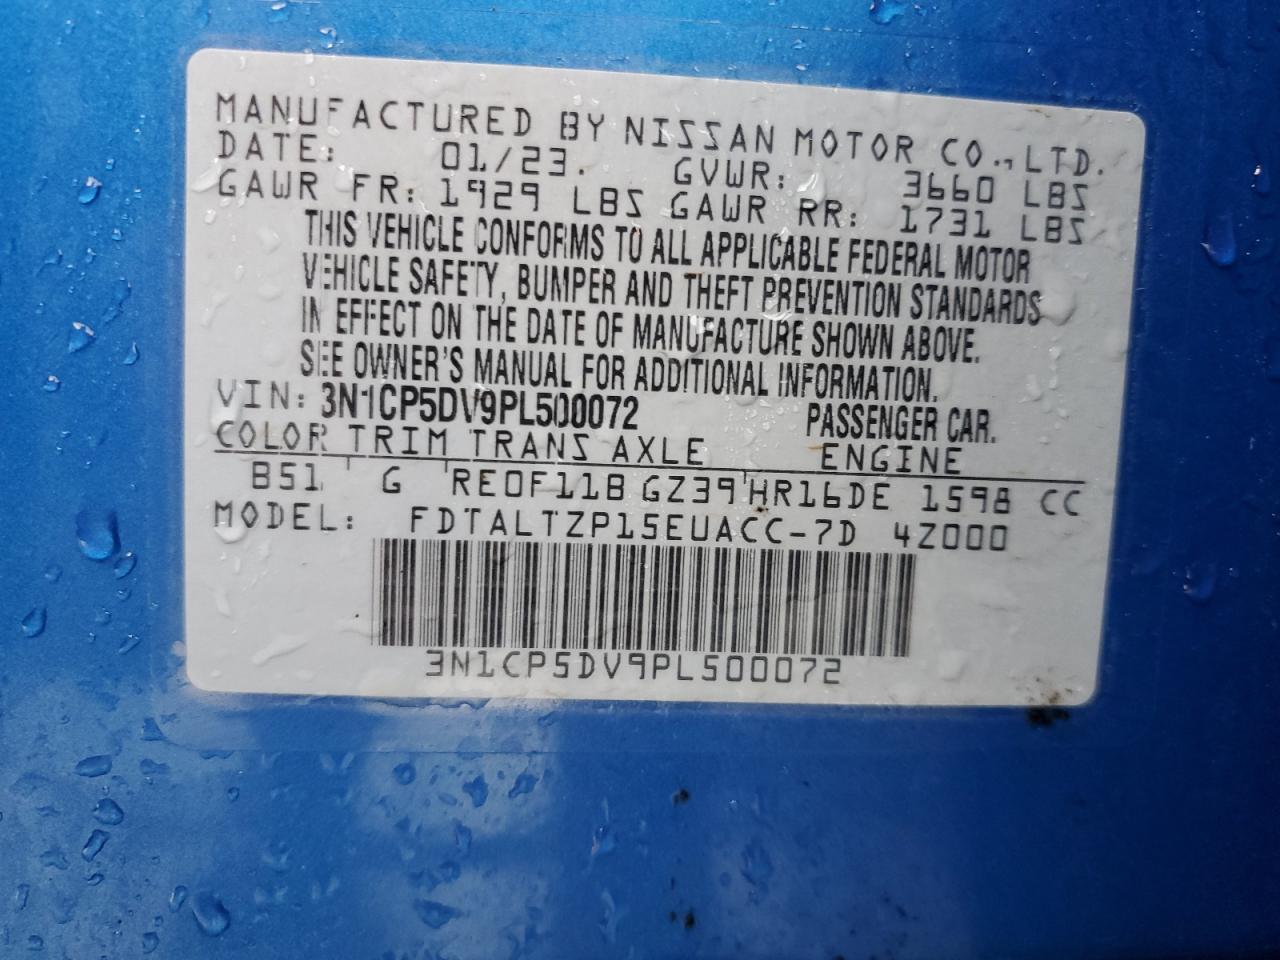 MANUFACTURED BY NISSAN MOTOR CO.,LTD.
DATE: 01/23. GVWR: 3660 LBS
GAWR FR: 1929 LBS GAWR RR: 1731 LBS
THIS VEHICLE CONFORMS TO ALL APPLICABLE FEDERAL MOTOR
VEHICLE SAFETY, BUMPER AND THEFT PREVENTION STANDARDS
IN EFFECT ON THE DATE OF MANUFACTURE SHOWN ABOVE.
SEE OWNER'S MANUAL FOR ADDITIONAL INFORMATION.
VIN: 3N1CP5DV9PL500072 PASSENGER CAR.
COLOR TRIM TRANS AXLE ENGINE
B51 G RE0F11B GZ39 HR16DE 1598 CC
MODEL: FDTALTZP15EUACC-7D 4Z000
3N1CP5DV9PL500072